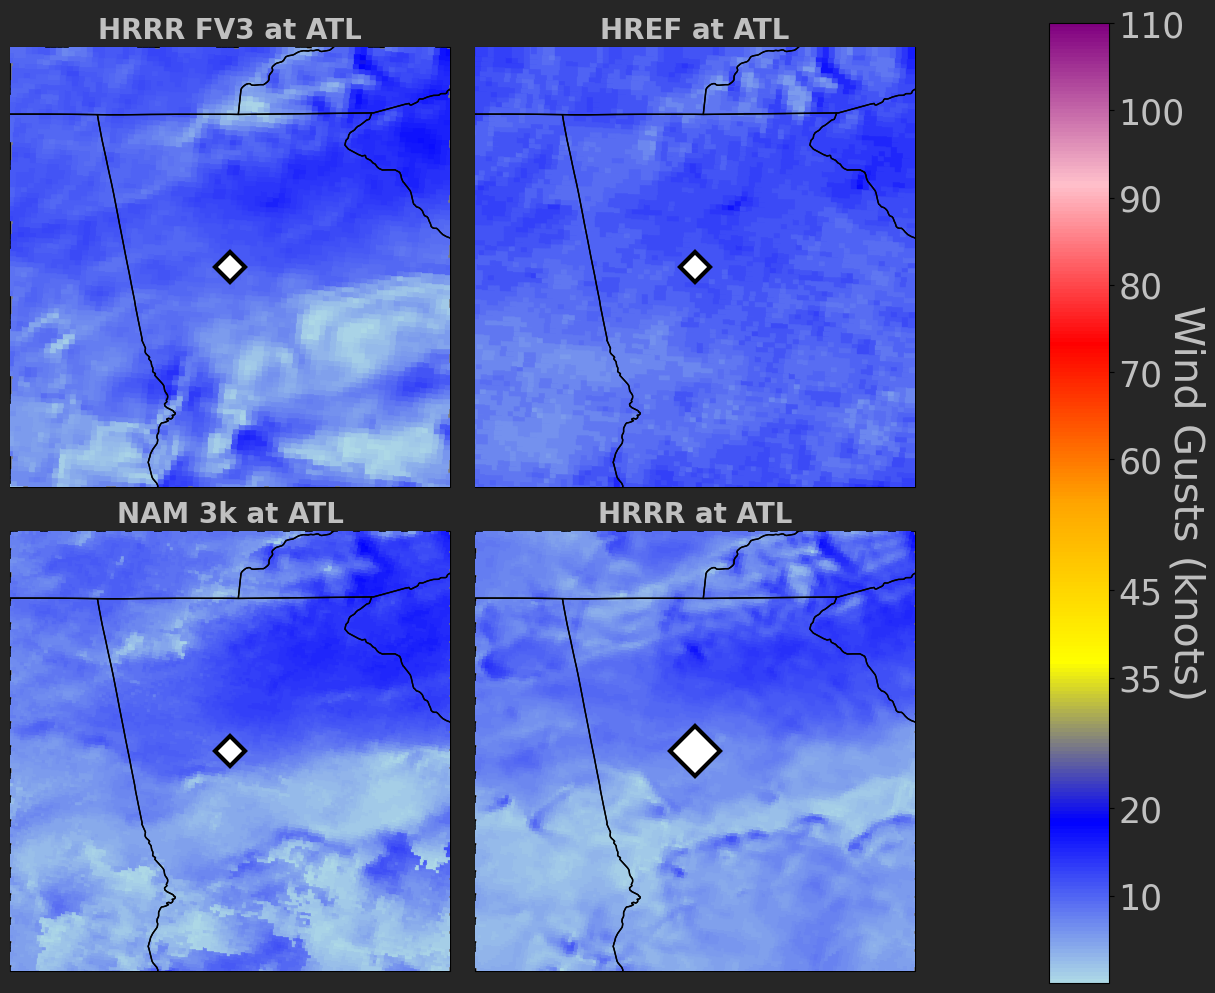 HRRR FV3 at ATL
HREF at ATL
NAM 3k at ATL
HRRR at ATL
110
100
90
80
70
60
45
35
20
10
Wind Gusts (knots)